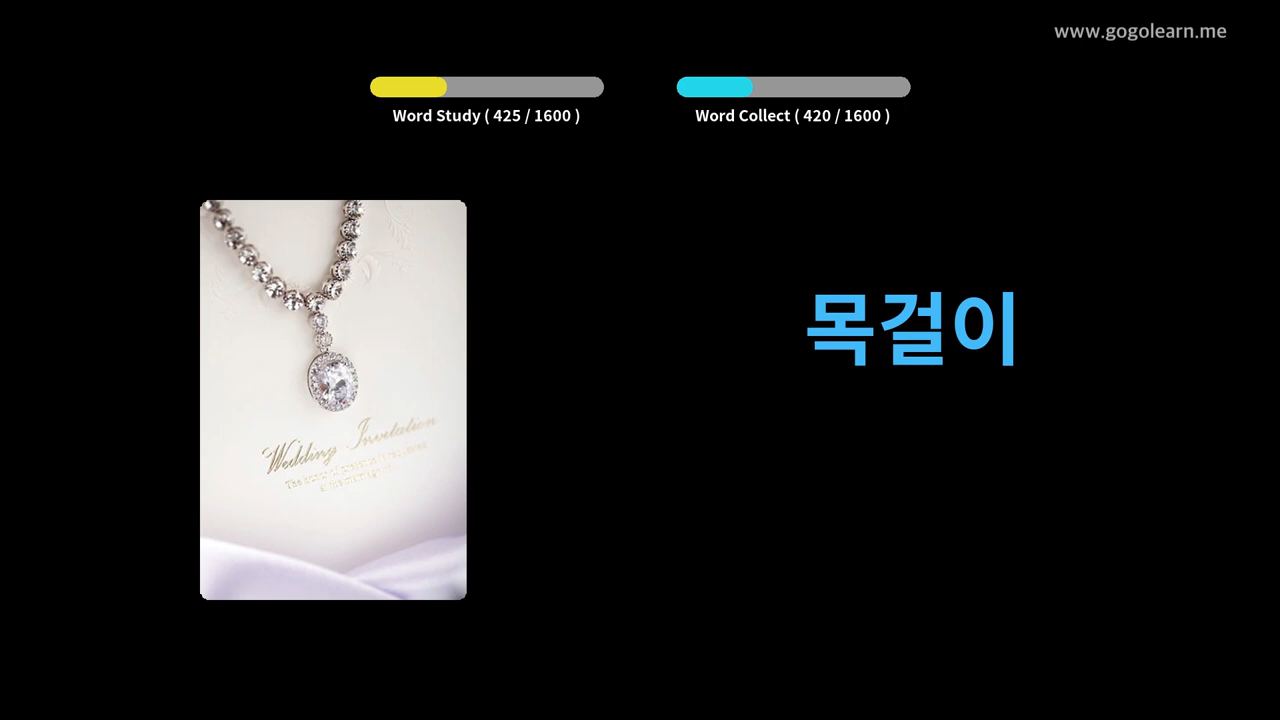 www.gogolearn.me
Word Study ( 425 / 1600 )
Word Collect ( 420 / 1600 )
목걸이
Wedding Invitation